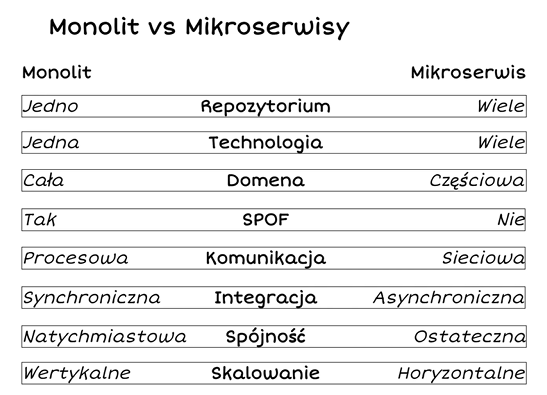 Monolit vs Mikroserwisy
Monolit Mikroserwis
Jedno Repozytorium Wiele
Jedna Technologia Wiele
Cała Domena Częściowa
Tak SPOF Nie
Procesowa Komunikacja Sieciowa
Synchroniczna Integracja Asynchroniczna
Natychmiastowa Spójność Ostateczna
Wertykalne Skalowanie Horyzontalne